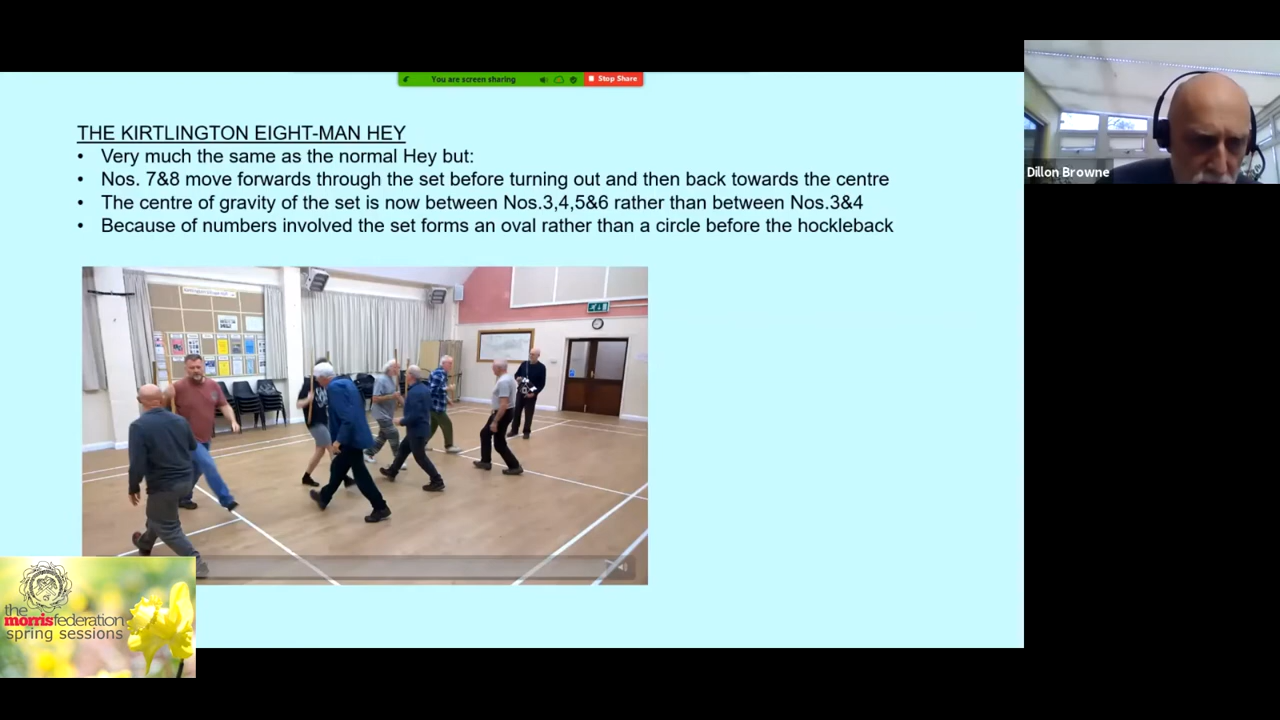 You are screen sharing
Stop Share
THE KIRTLINGTON EIGHT-MAN HEY
• Very much the same as the normal Hey but:
• Nos. 7&8 move forwards through the set before turning out and then back towards the centre
• The centre of gravity of the set is now between Nos.3,4,5&6 rather than between Nos.3&4
• Because of numbers involved the set forms an oval rather than a circle before the hockleback
Dillon Browne
the
morrisfederation
spring sessions